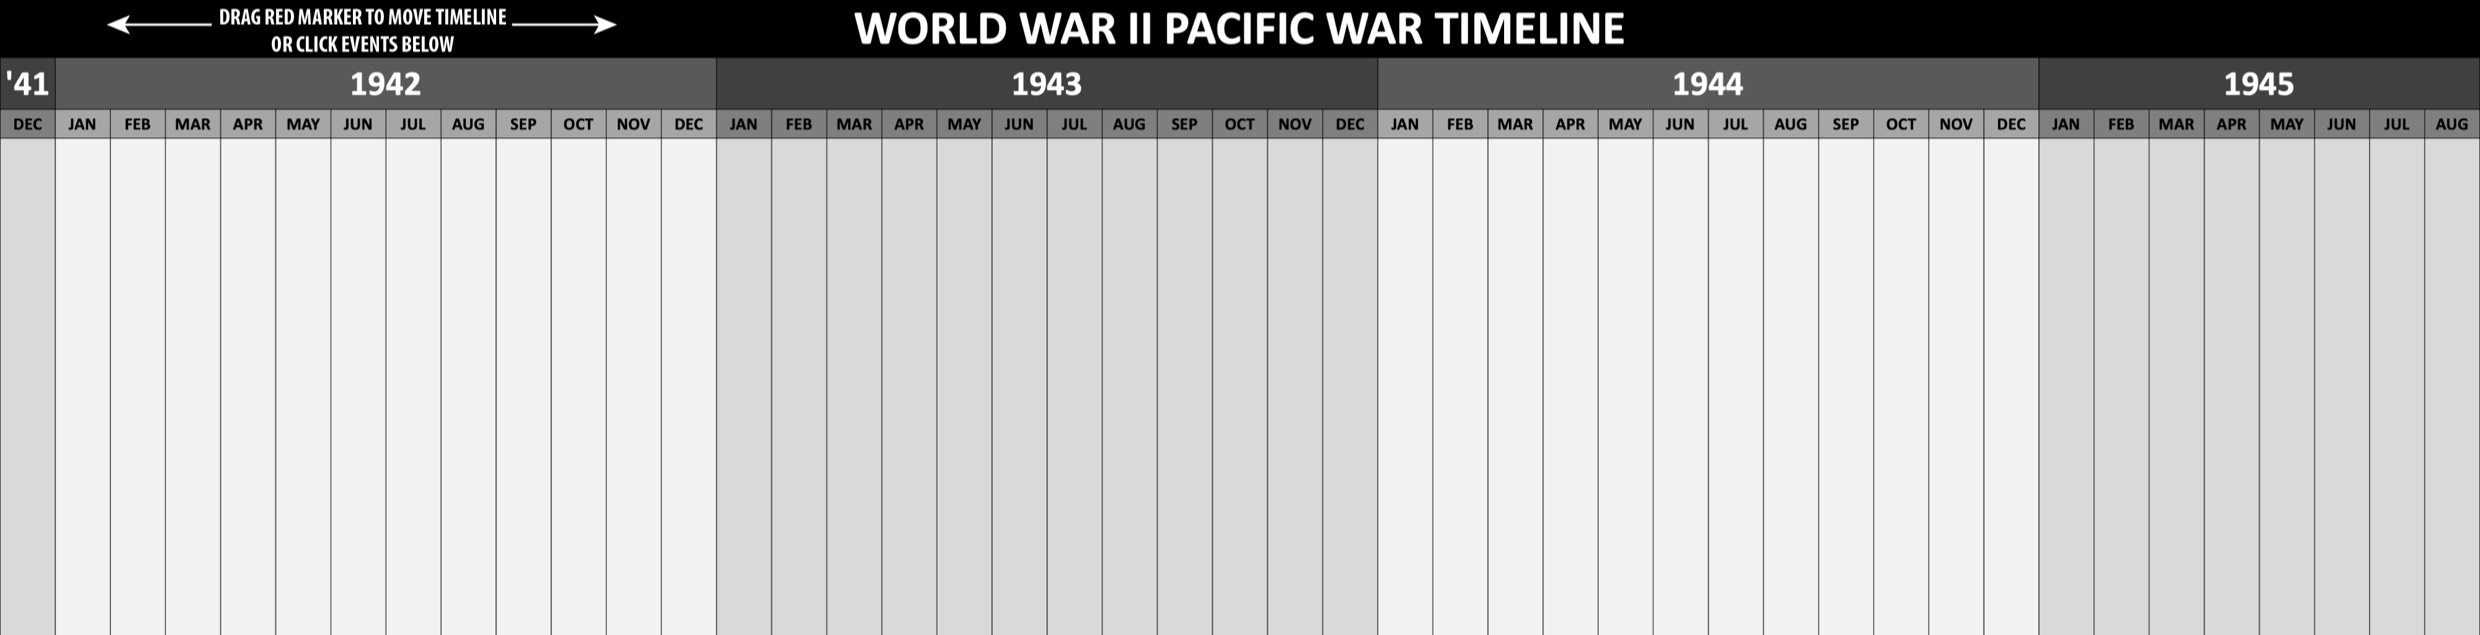 DRAG RED MARKER TO MOVE TIMELINE
OR CLICK EVENTS BELOW
WORLD WAR II PACIFIC WAR TIMELINE
'41 1942 1943 1944 1945
DEC JAN FEB MAR APR MAY JUN JUL AUG SEP OCT NOV DEC JAN FEB MAR APR MAY JUN JUL AUG SEP OCT NOV DEC JAN FEB MAR APR MAY JUN JUL AUG SEP OCT NOV DEC JAN FEB MAR APR MAY JUN JUL AUG